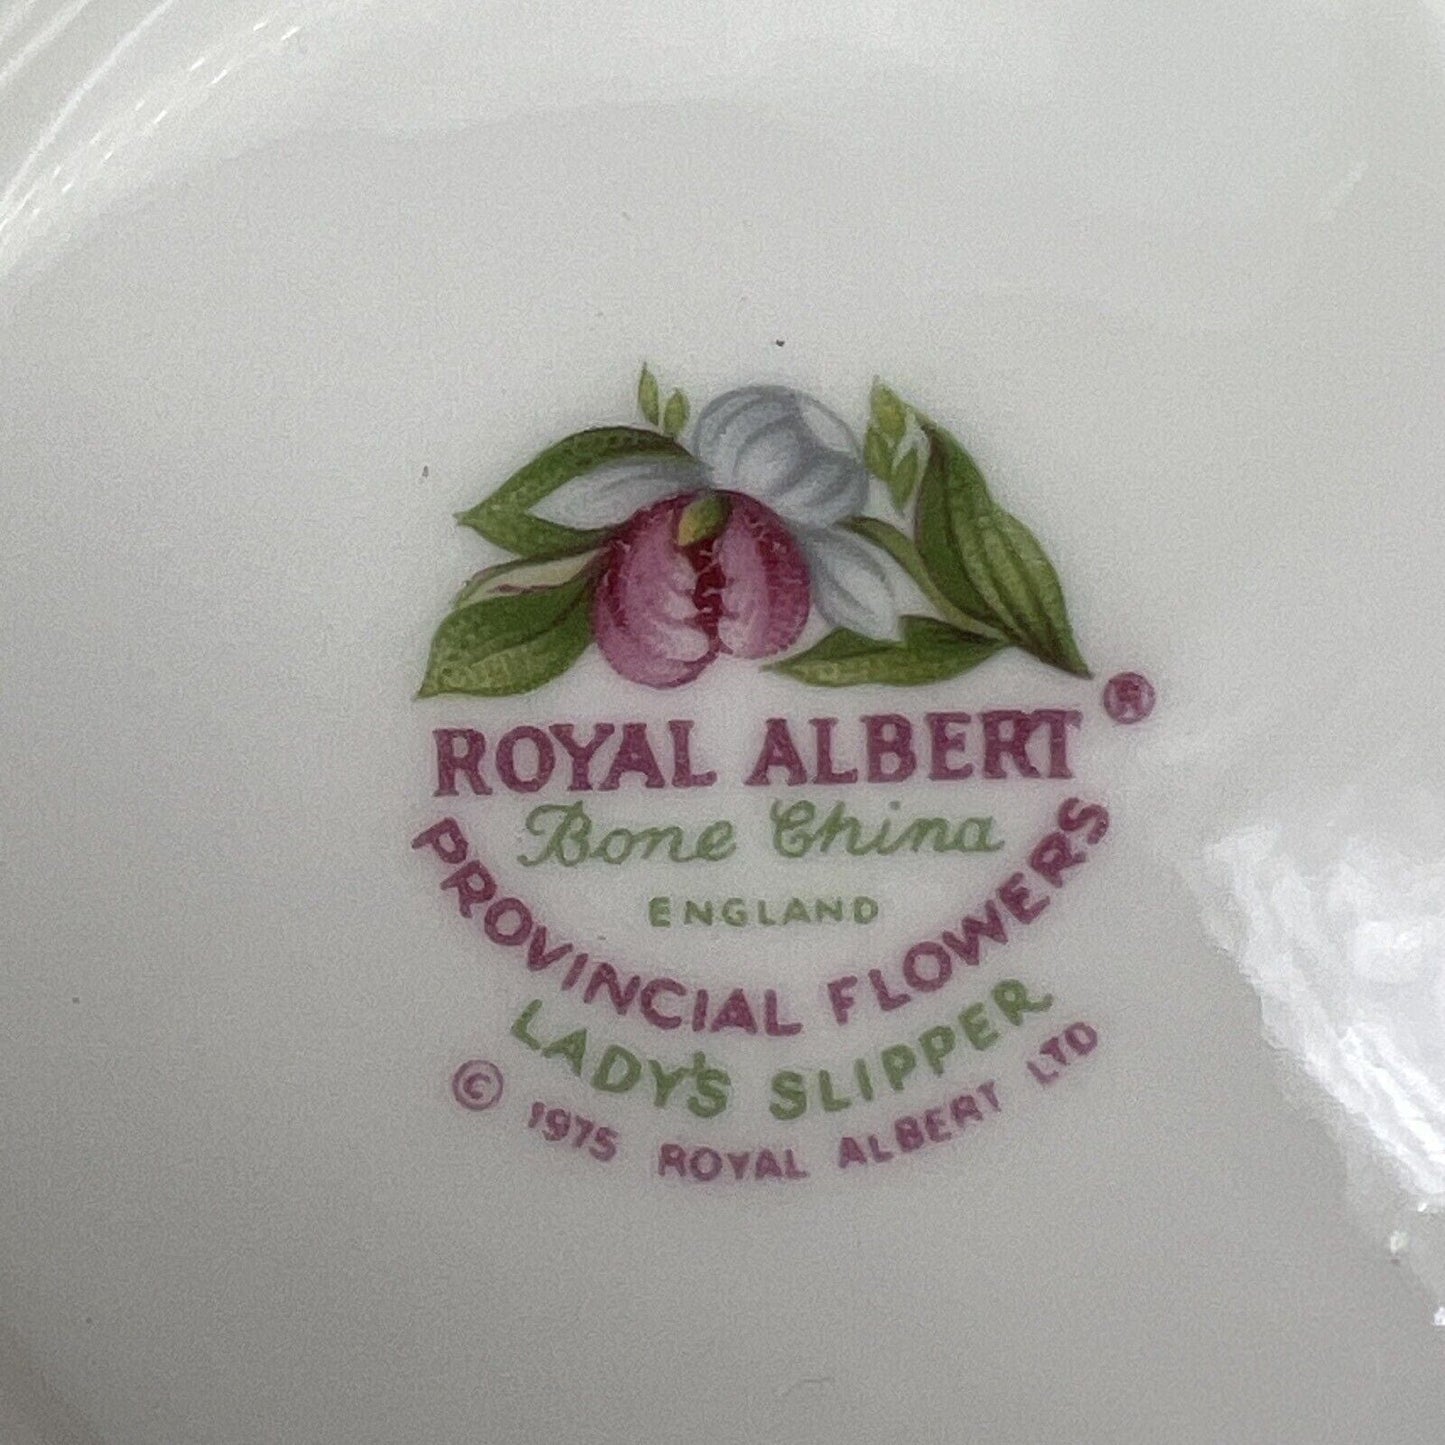 ROYAL ALBERT ®
Bone China
ENGLAND
PROVINCIAL FLOWERS
LADY'S SLIPPER
© 1975 ROYAL ALBERT LTD